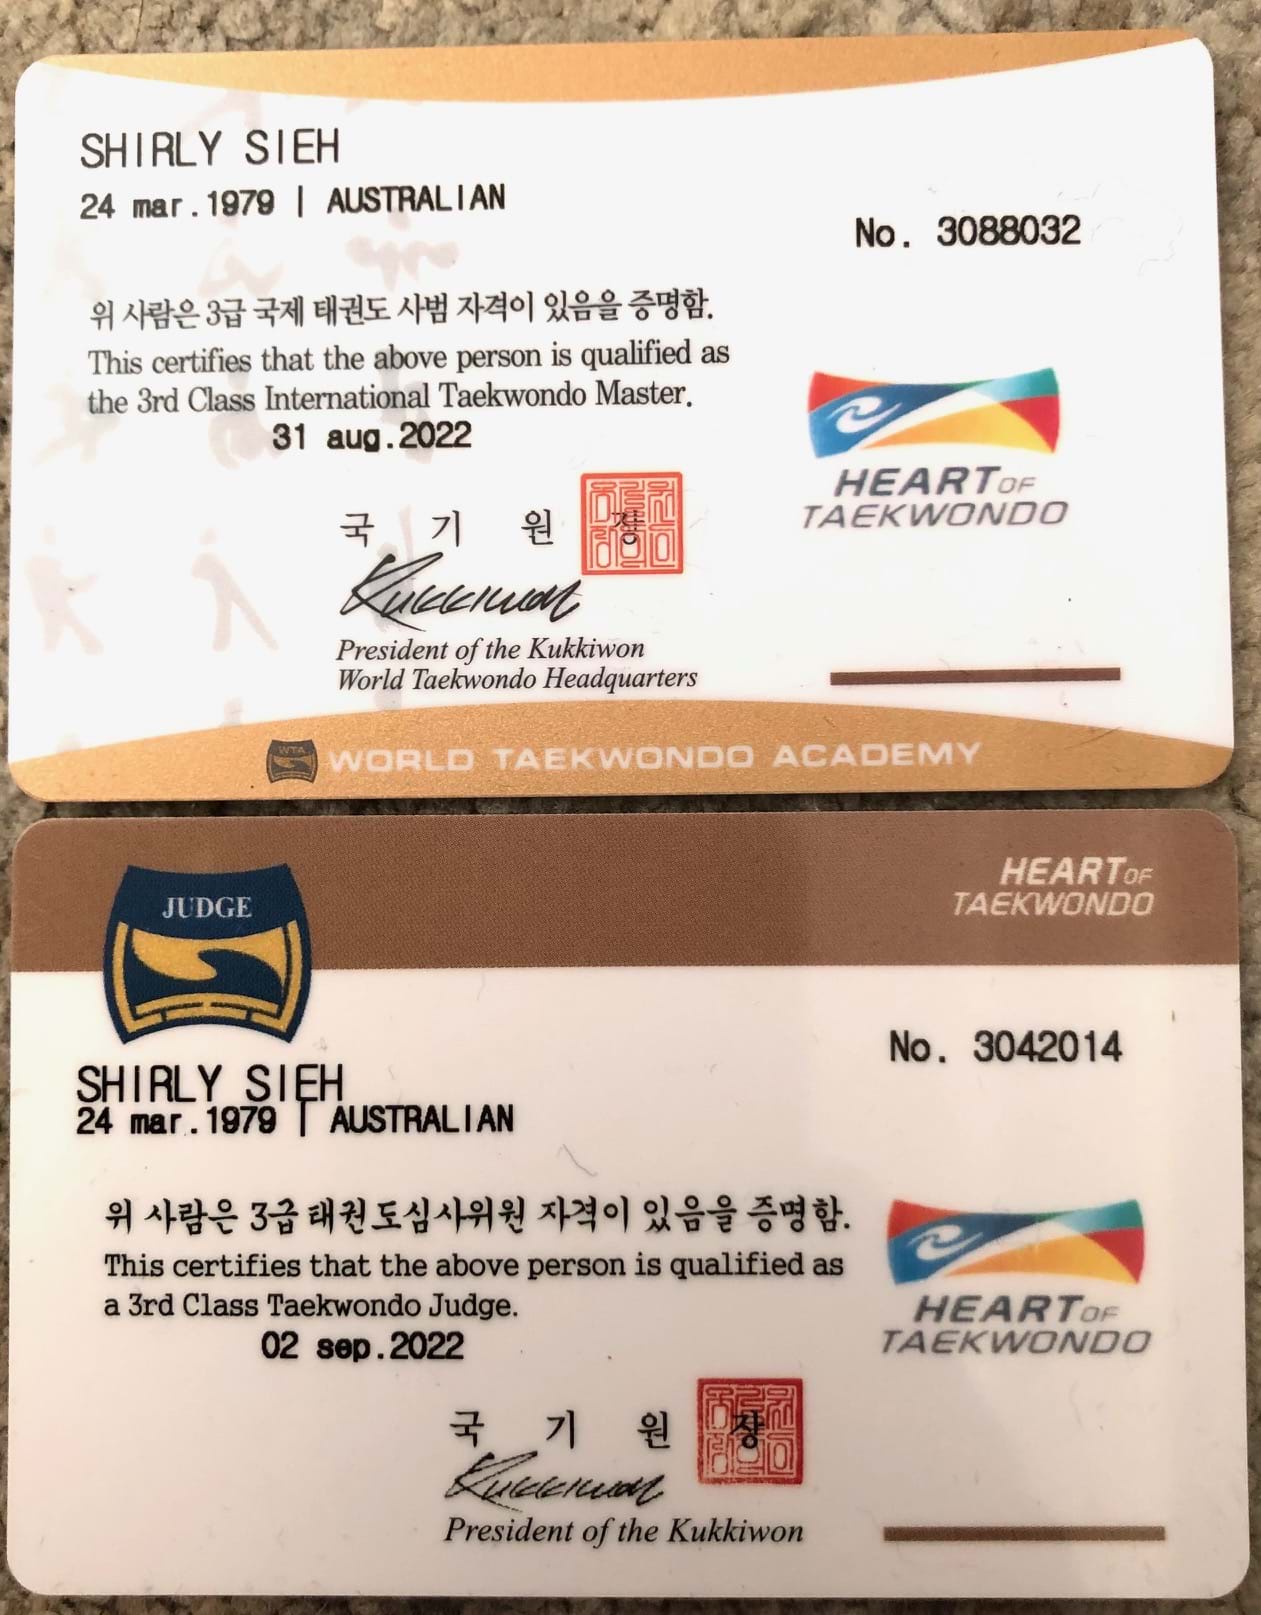 SHIRLY SIEH
24 mar.1979 | AUSTRALIAN
No. 3088032
위 사람은 3급 국제 태권도 사범 자격이 있음을 증명함.
This certifies that the above person is qualified as
the 3rd Class International Taekwondo Master.
31 aug.2022
HEART OF
TAEKWONDO
국 기 원 장
Kukkiwon
President of the Kukkiwon
World Taekwondo Headquarters
WTA WORLD TAEKWONDO ACADEMY
JUDGE
HEART OF
TAEKWONDO
No. 3042014
SHIRLY SIEH
24 mar.1979 | AUSTRALIAN
위 사람은 3급 태권도심사위원 자격이 있음을 증명함.
This certifies that the above person is qualified as
a 3rd Class Taekwondo Judge.
02 sep.2022
HEART OF
TAEKWONDO
국 기 원 장
Kukkiwon
President of the Kukkiwon